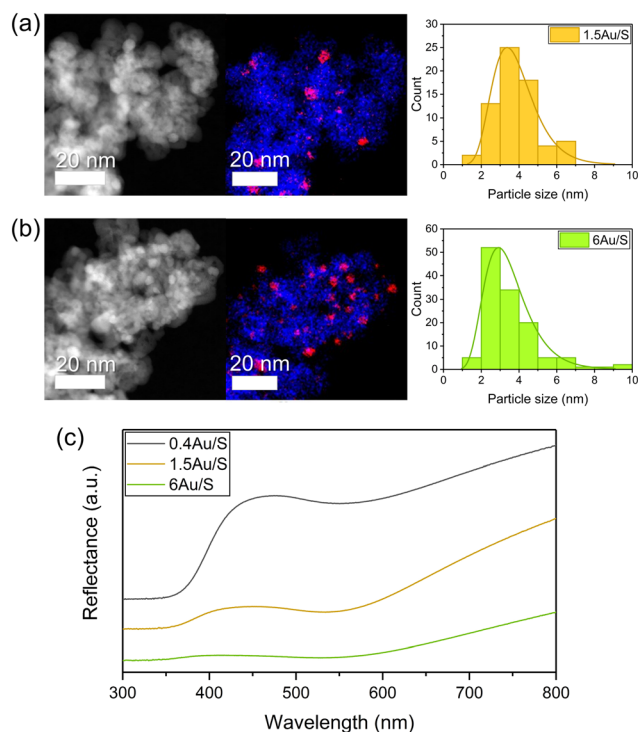 (a)
20 nm
20 nm
Count
30
25
20
15
10
5
0
1.5Au/S
0 2 4 6 8 10
Particle size (nm)
(b)
20 nm
20 nm
Count
60
50
40
30
20
10
0
6Au/S
0 2 4 6 8 10
Particle size (nm)
(c)
Reflectance (a.u.)
0.4Au/S
1.5Au/S
6Au/S
300 400 500 600 700 800
Wavelength (nm)